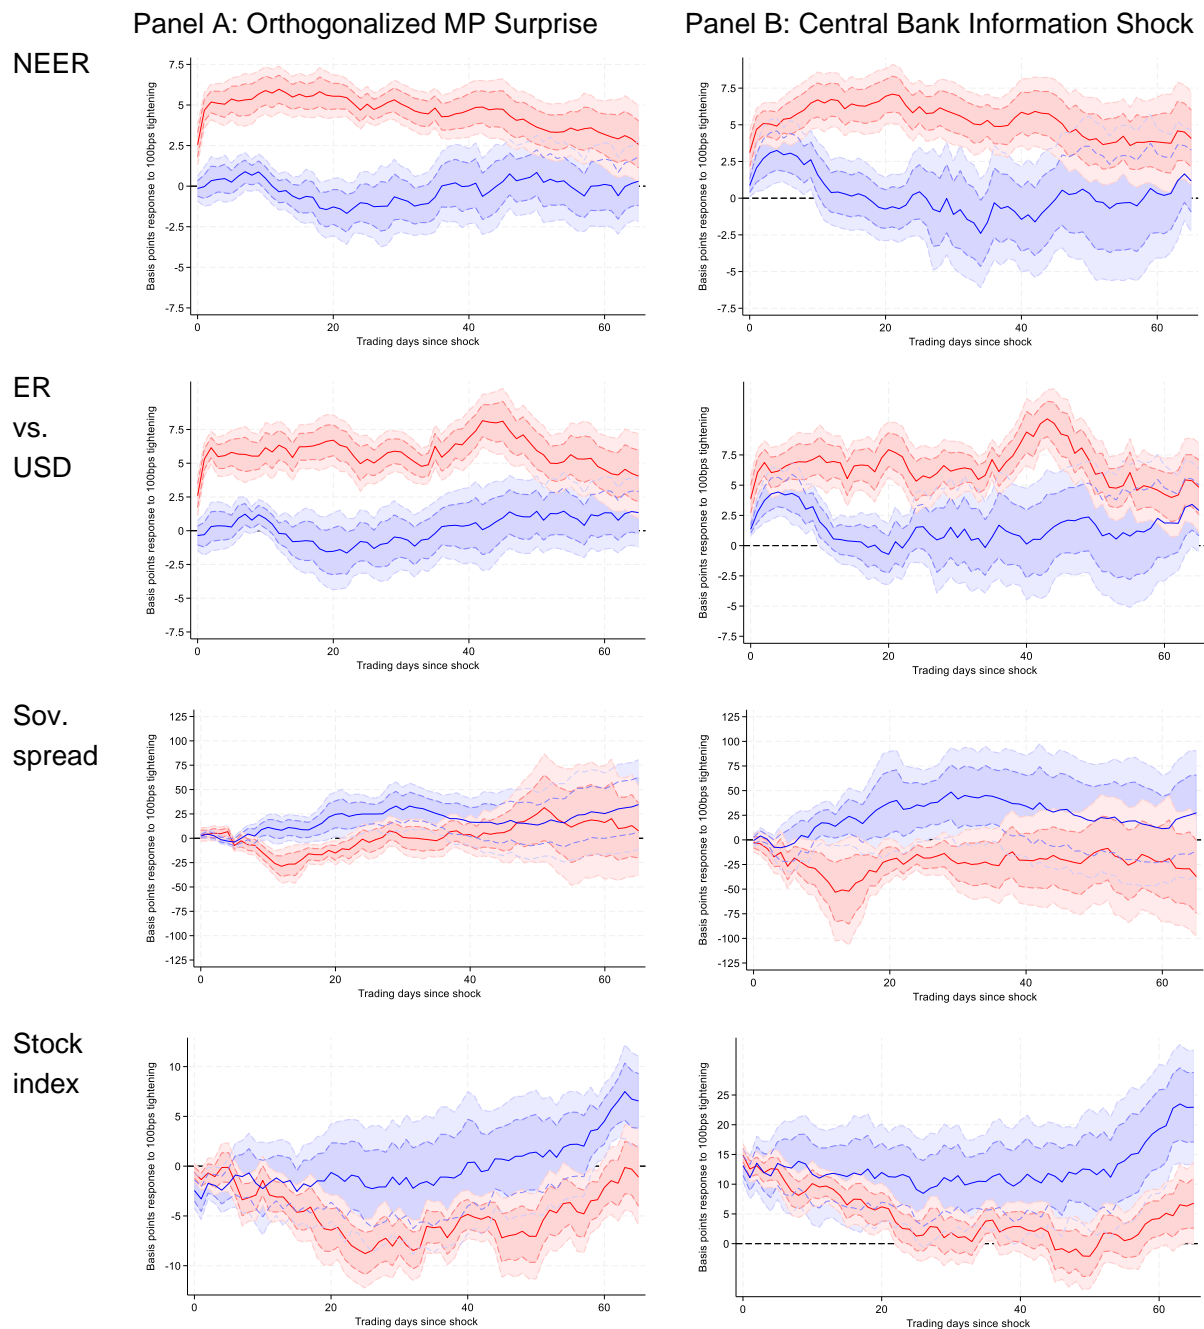 Panel A: Orthogonalized MP Surprise
Panel B: Central Bank Information Shock
NEER
Basis points response to 100bps tightening
7.5
5
2.5
0
-2.5
-5
-7.5
0 20 40 60
Trading days since shock
Basis points response to 100bps tightening
7.5
5
2.5
0
-2.5
-5
-7.5
0 20 40 60
Trading days since shock
ER
vs.
USD
Basis points response to 100bps tightening
7.5
5
2.5
0
-2.5
-5
-7.5
0 20 40 60
Trading days since shock
Basis points response to 100bps tightening
7.5
5
2.5
0
-2.5
-5
-7.5
0 20 40 60
Trading days since shock
Sov.
spread
Basis points response to 100bps tightening
125
100
75
50
25
0
-25
-50
-75
-100
-125
0 20 40 60
Trading days since shock
Basis points response to 100bps tightening
125
100
75
50
25
0
-25
-50
-75
-100
-125
0 20 40 60
Trading days since shock
Stock
index
Basis points response to 100bps tightening
10
5
0
-5
-10
0 20 40 60
Trading days since shock
Basis points response to 100bps tightening
25
20
15
10
5
0
0 20 40 60
Trading days since shock